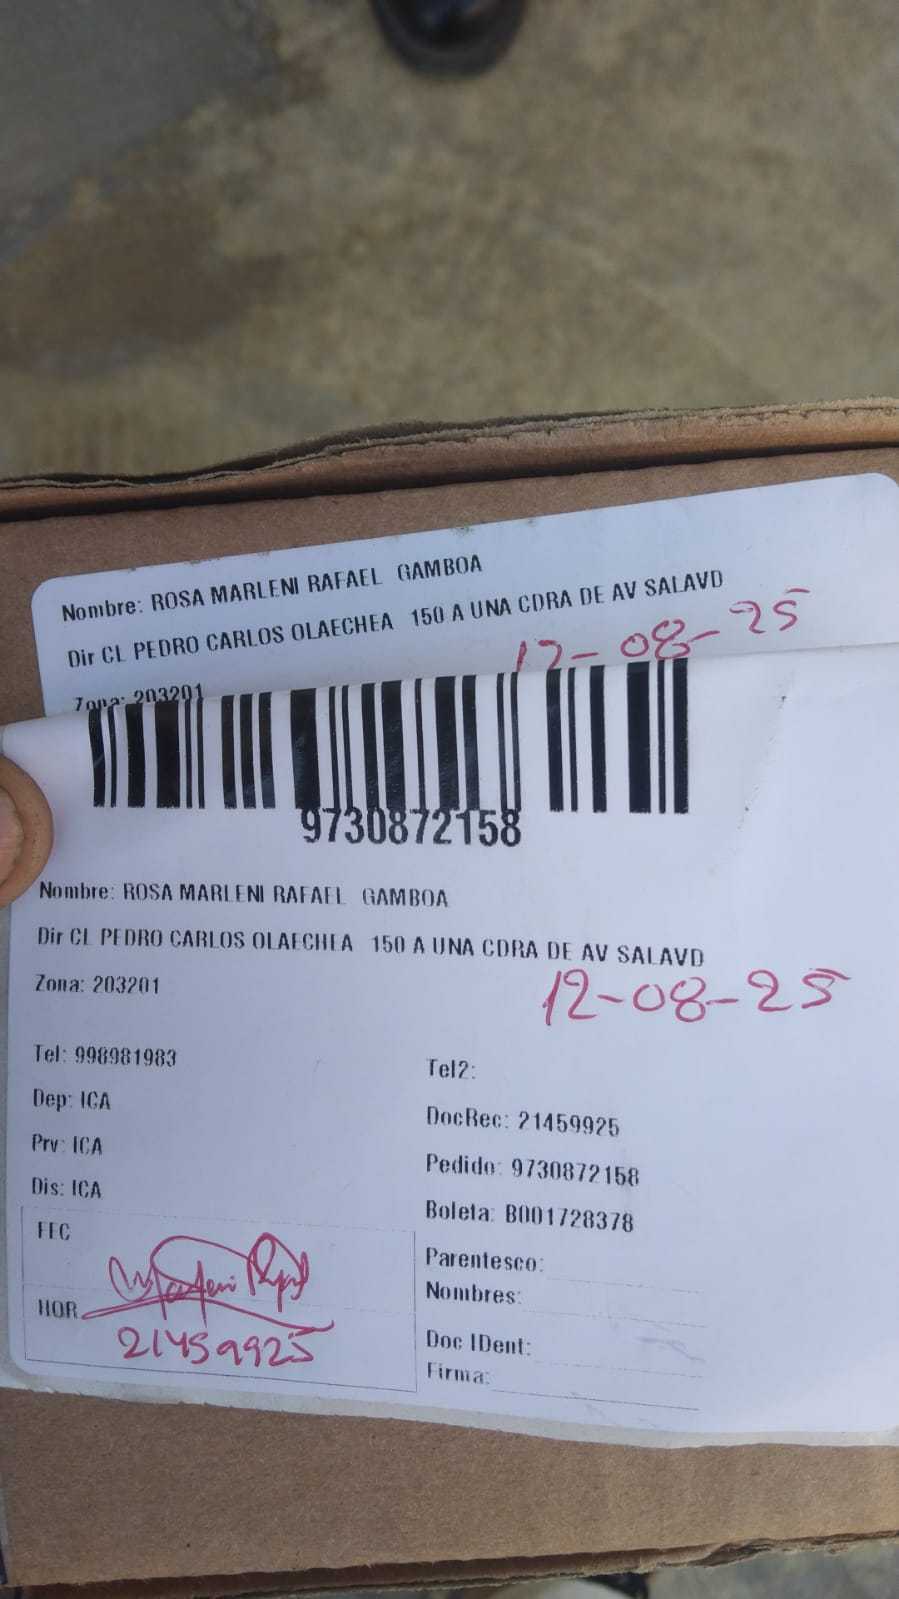 Nombre: ROSA MARLENI RAFAEL GAMBOA
Dir CL PEDRO CARLOS OLAECHEA 150 A UNA CDRA DE AV SALAVD
12-08-25
Zona: 203201
9730872158
Nombre: ROSA MARLENI RAFAEL GAMBOA
Dir CL PEDRO CARLOS OLAECHEA 150 A UNA CDRA DE AV SALAVD
Zona: 203201
12-08-25
Tel: 998981983
Tel2:
Dep: ICA
DocRec: 21459925
Prv: ICA
Pedido: 9730872158
Dis: ICA
Boleta: B001728378
FEC
Parentesco:
Nombres:
HOR
21459925
Doc IDent:
Firma: